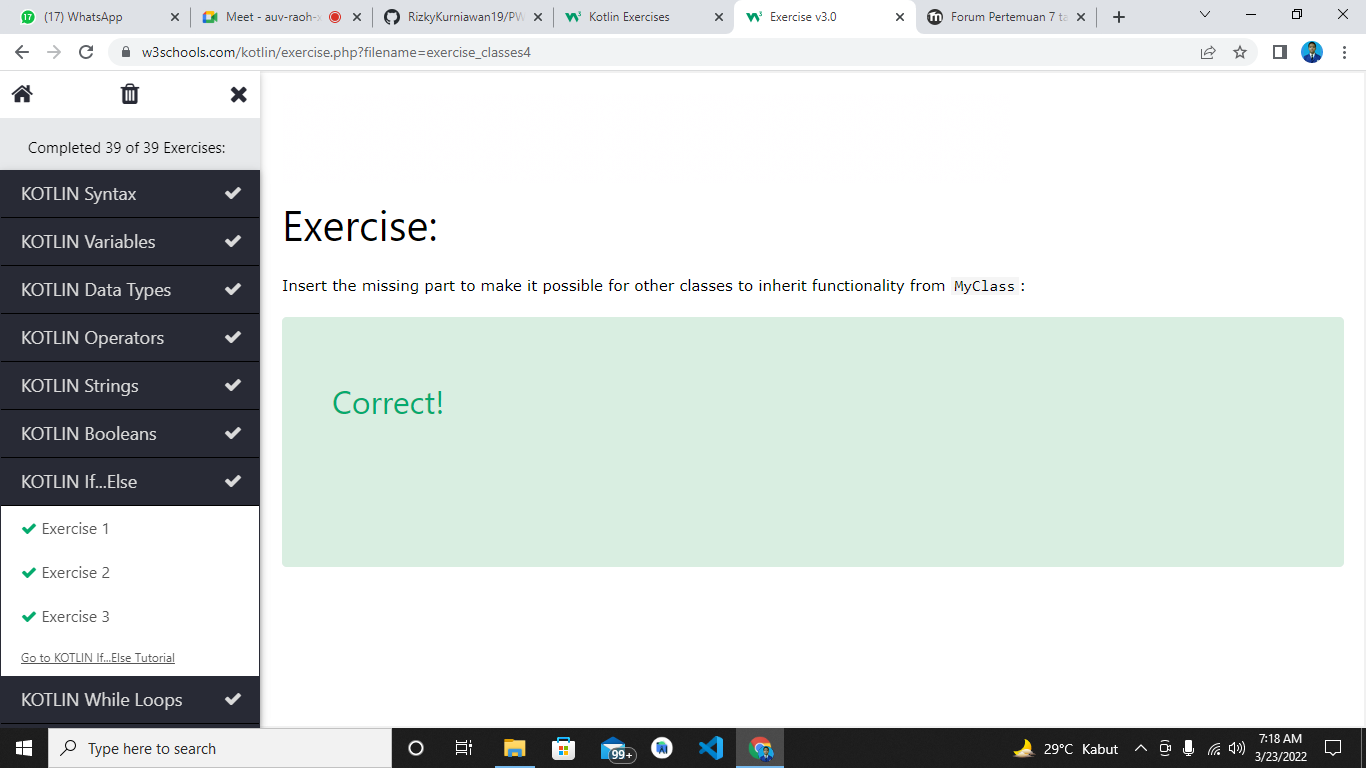 (17) WhatsApp
Meet - auv-raoh-
RizkyKurniawan19/PW
Kotlin Exercises
Exercise v3.0
Forum Pertemuan 7 ta
w3schools.com/kotlin/exercise.php?filename=exercise_classes4
Completed 39 of 39 Exercises:
KOTLIN Syntax
KOTLIN Variables
KOTLIN Data Types
KOTLIN Operators
KOTLIN Strings
KOTLIN Booleans
KOTLIN If...Else
Exercise 1
Exercise 2
Exercise 3
Go to KOTLIN If...Else Tutorial
KOTLIN While Loops
Exercise:
Insert the missing part to make it possible for other classes to inherit functionality from MyClass:
Correct!
Type here to search
99+
29°C Kabut
7:18 AM
3/23/2022